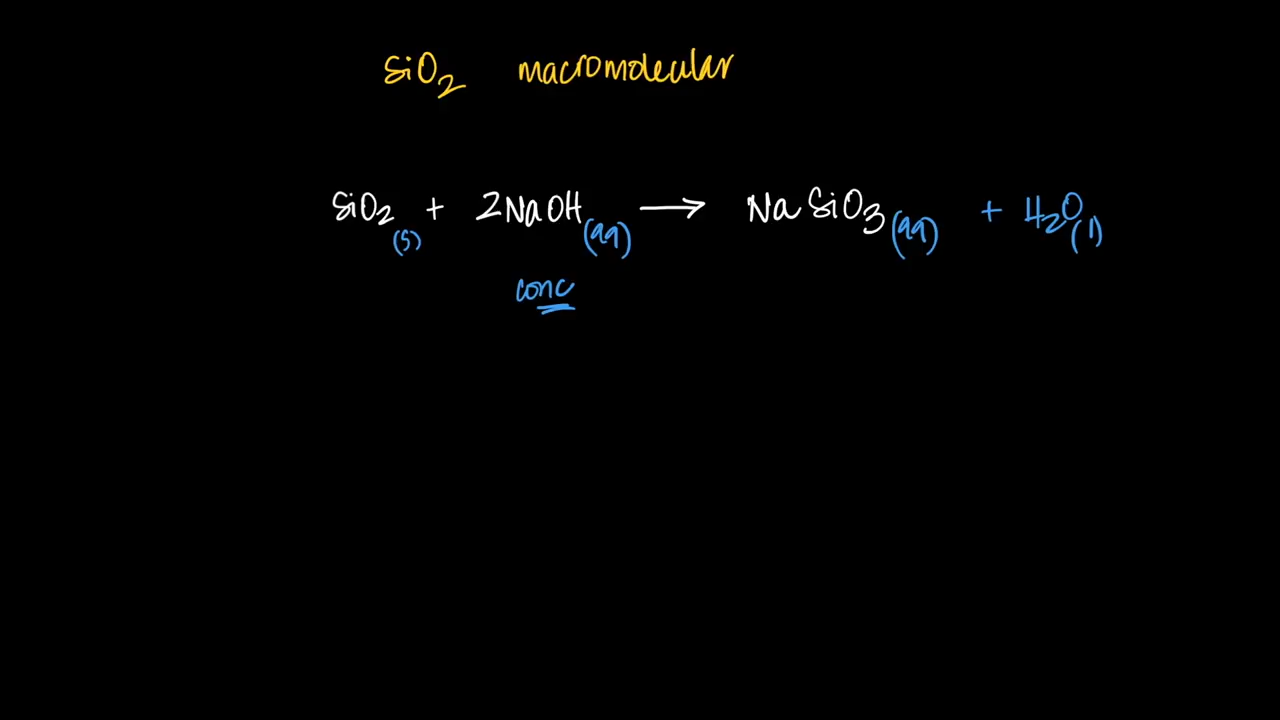 SiO2 macromolecular
SiO2(s) + 2NaOH(aq) → NaSiO3(aq) + H2O(l)
conc